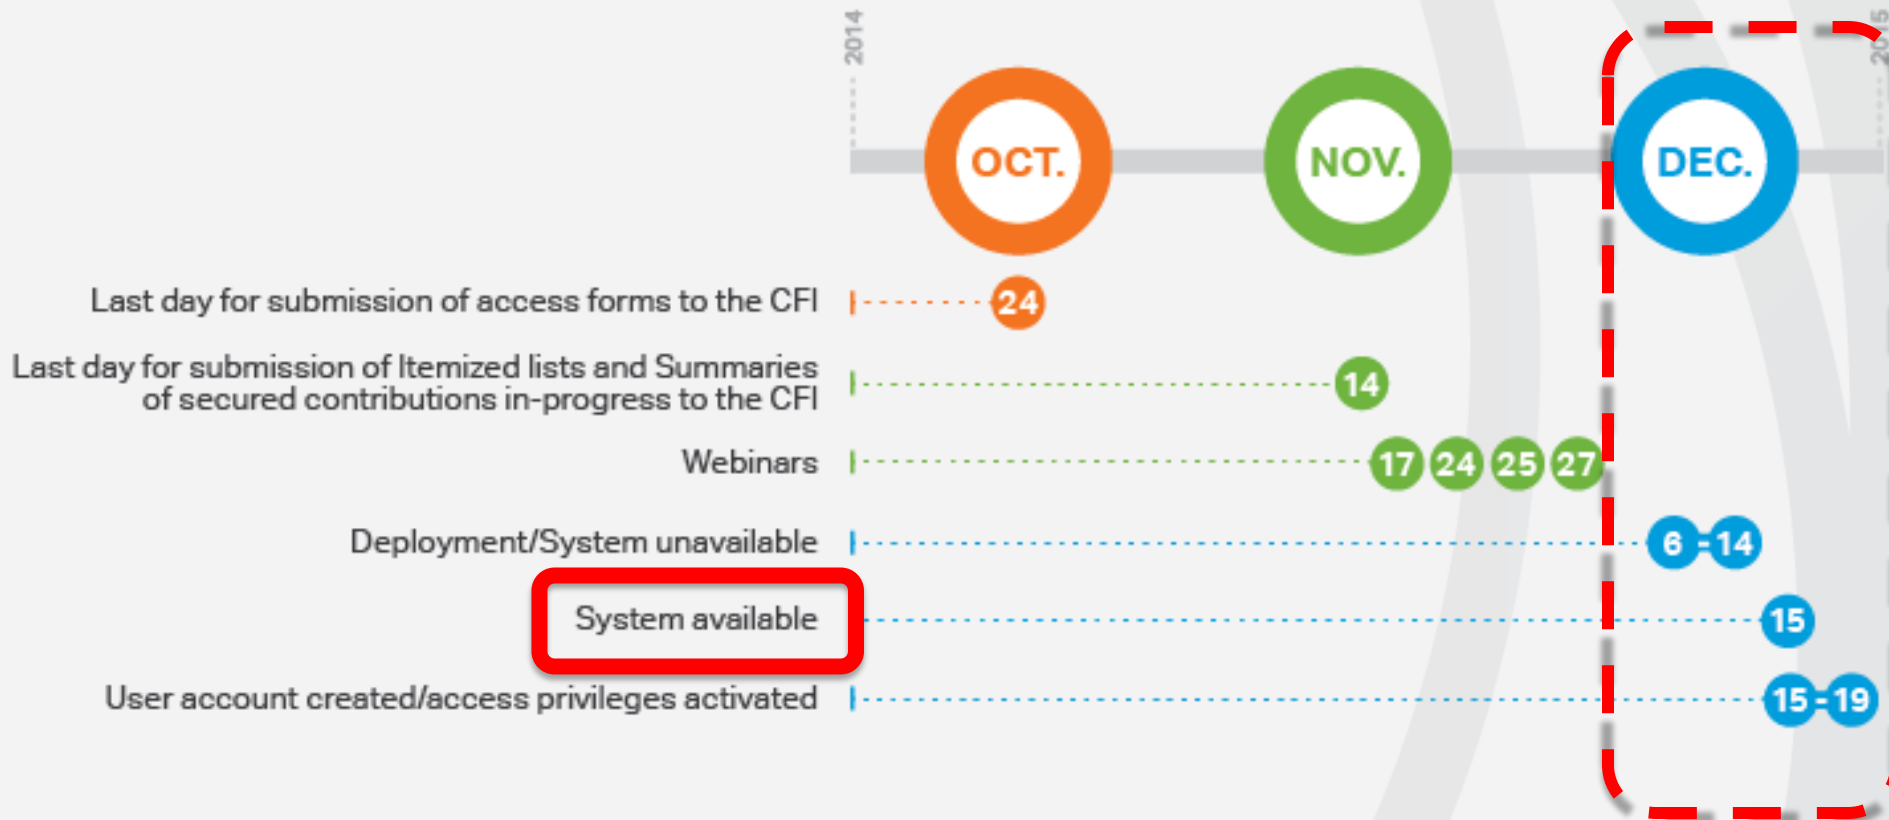 2014
2015
OCT.
NOV.
DEC.
Last day for submission of access forms to the CFI
24
Last day for submission of Itemized lists and Summaries
of secured contributions in-progress to the CFI
14
Webinars
17 24 25 27
Deployment/System unavailable
6 - 14
System available
15
User account created/access privileges activated
15 - 19